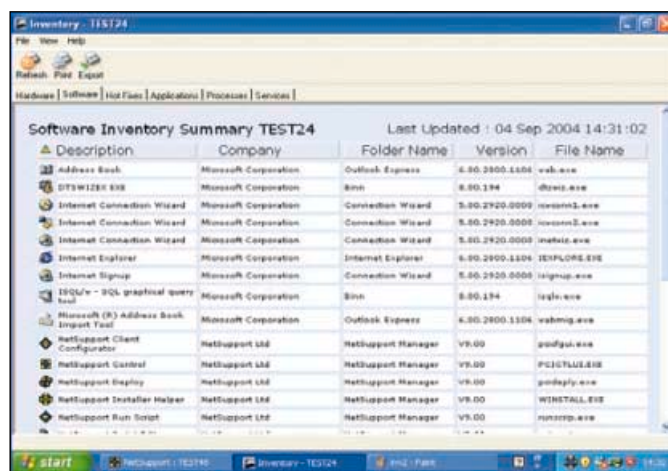 Inventory - TEST24
File View Help
Refresh Print Export
Hardware Software Hot Fixes Applications Processes Services
Software Inventory Summary TEST24 Last Updated : 04 Sep 2004 14:31:02
Description Company Folder Name Version File Name
Address Book Microsoft Corporation Outlook Express 6.00.2800.1106 wab.exe
DTSWIZEX EXE Microsoft Corporation Binn 8.00.194 dtswiz.exe
Internet Connection Wizard Microsoft Corporation Connection Wizard 5.00.2920.0000 icwconn1.exe
Internet Connection Wizard Microsoft Corporation Connection Wizard 5.00.2920.0000 icwconn2.exe
Internet Connection Wizard Microsoft Corporation Connection Wizard 5.00.2920.0000 inetwiz.exe
Internet Explorer Microsoft Corporation Internet Explorer 6.00.2800.1106 IEXPLORE.EXE
Internet Signup Microsoft Corporation Connection Wizard 5.00.2920.0000 isignup.exe
ISQL/w - SQL graphical query tool Microsoft Corporation Binn 8.00.194 isqlw.exe
Microsoft (R) Address Book Import Tool Microsoft Corporation Outlook Express 6.00.2800.1106 wabmig.exe
NetSupport Client Configurator NetSupport Ltd NetSupport Manager V9.00 pcicfgui.exe
NetSupport Control NetSupport Ltd NetSupport Manager V9.00 PCICTLUI.EXE
NetSupport Deploy NetSupport Ltd NetSupport Manager V9.00 pcideply.exe
NetSupport Installer Helper NetSupport Ltd NetSupport Manager V9.00 WINSTALL.EXE
NetSupport Run Script NetSupport Ltd NetSupport Manager V9.00 runscrip.exe
start Inventory - TEST24